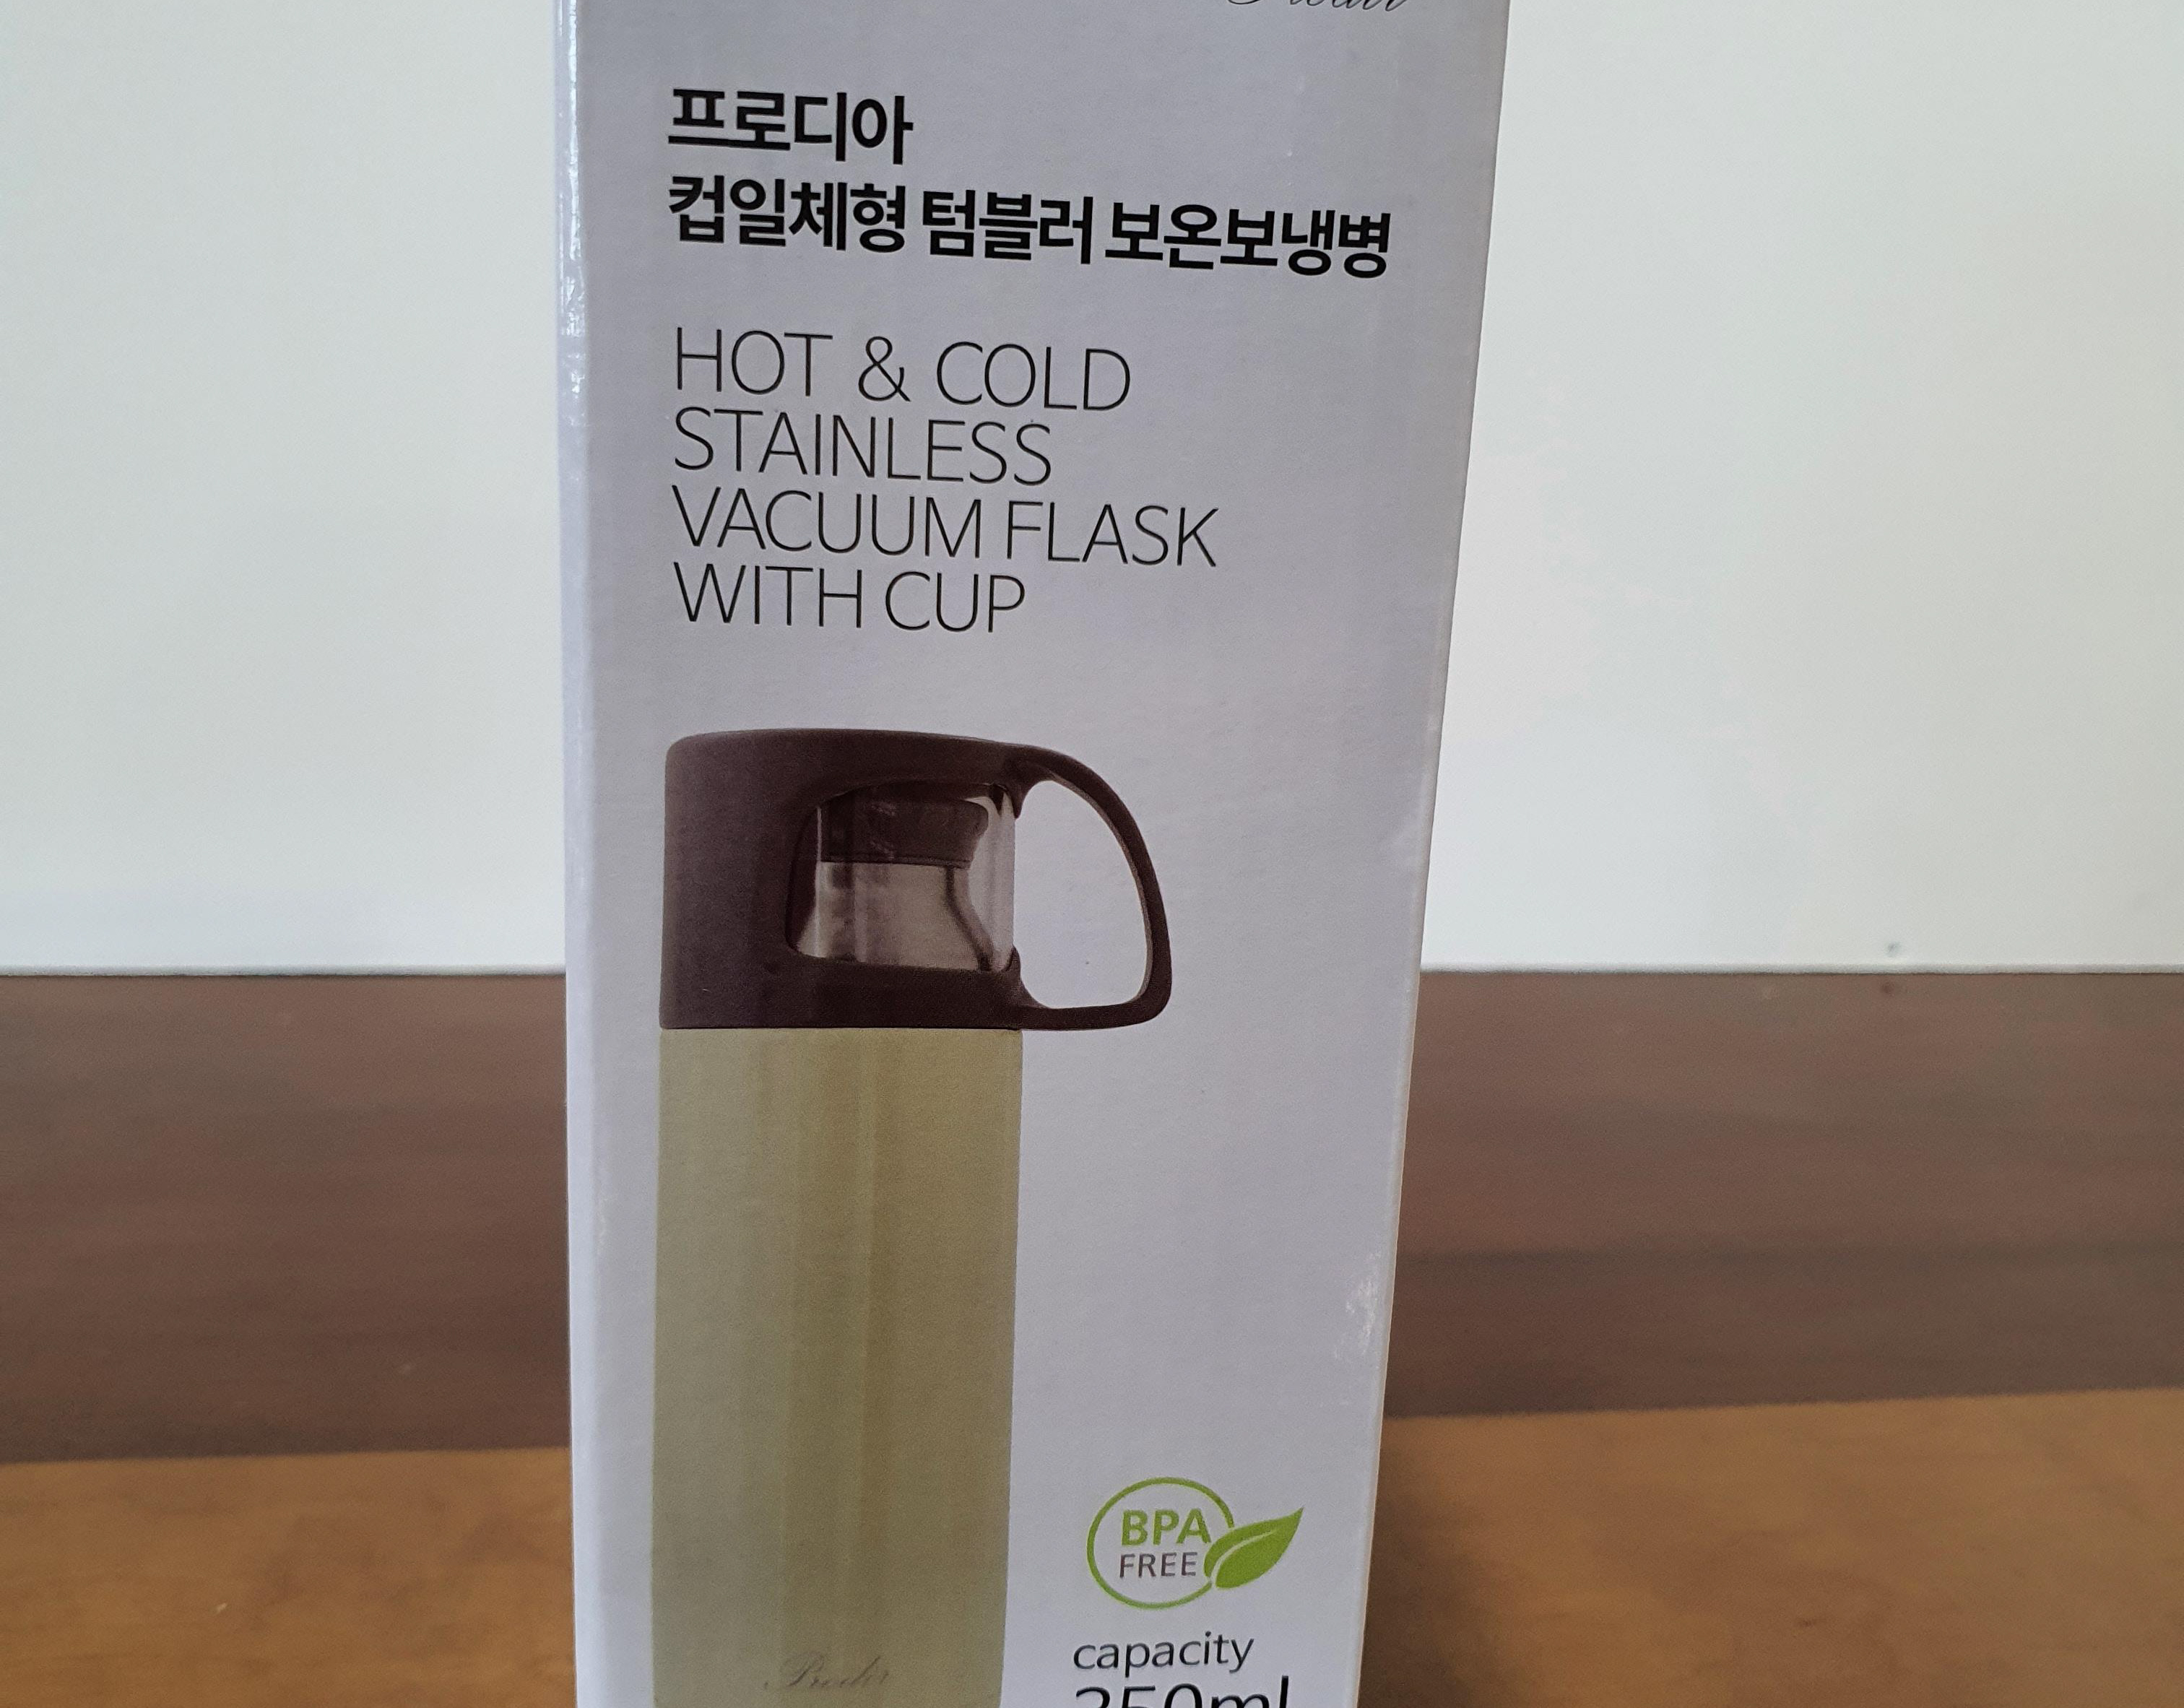 프로디아
컵일체형 텀블러 보온보냉병
HOT & COLD
STAINLESS
VACUUM FLASK
WITH CUP
BPA
FREE
capacity